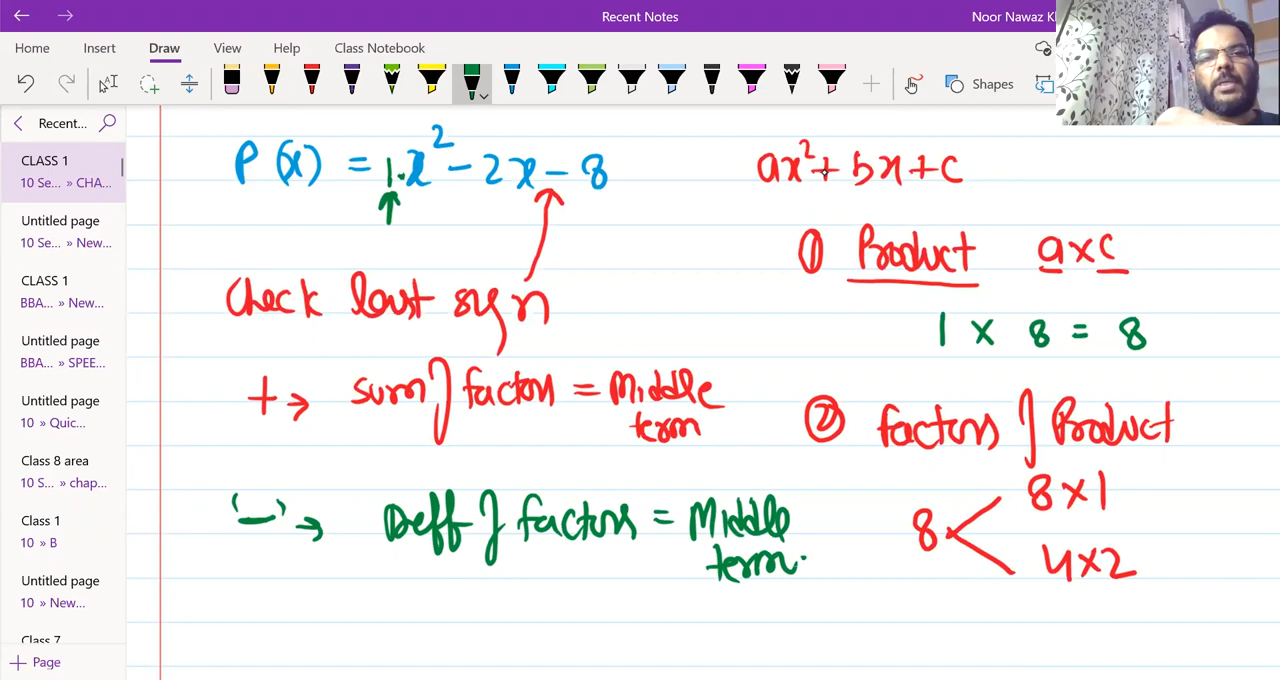 Recent Notes
Noor Nawaz Kh
Home Insert Draw View Help Class Notebook
Shapes
Recent...
CLASS 1
10 Se... » CHA...
Untitled page
10 Se... » New...
CLASS 1
BBA... » New...
Untitled page
BBA... » SPEE...
Untitled page
10 » Quic...
Class 8 area
10 S... » chap...
Class 1
10 » B
Untitled page
10 » New...
Class 7
Page
P(x) = 1.x² - 2x - 8
Check last sign
+ → sum of factors = Middle term
'-' → Deff of factors = Middle term.
ax² + bx + c
① Product a x c
1 x 8 = 8
② factors of Product
8 < 8 x 1
4 x 2